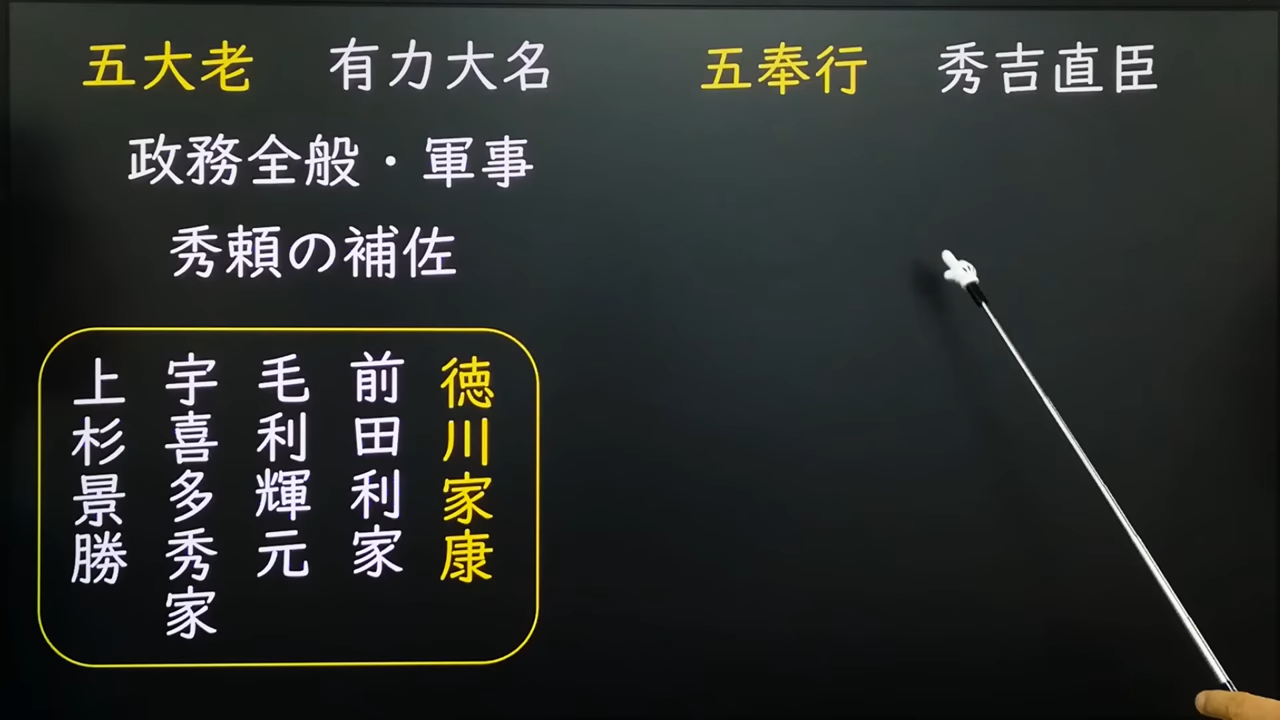 五大老 有力大名
政務全般・軍事
秀頼の補佐
徳川家康
前田利家
毛利輝元
宇喜多秀家
上杉景勝
五奉行 秀吉直臣